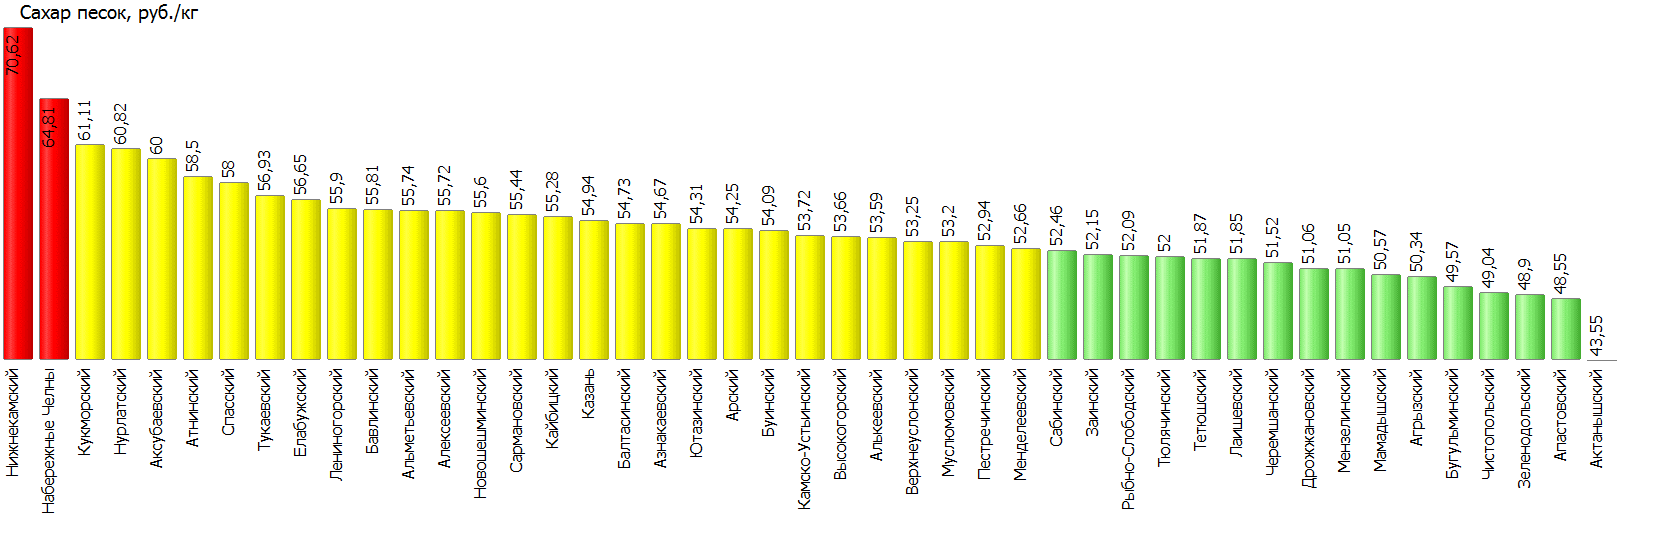 Сахар песок, руб./кг
70,62
64,81
61,11
60,82
60
58,5
58
56,93
56,65
55,9
55,81
55,74
55,72
55,6
55,44
55,28
54,94
54,73
54,67
54,31
54,25
54,09
53,72
53,66
53,59
53,25
53,2
52,94
52,66
52,46
52,15
52,09
52
51,87
51,85
51,52
51,06
51,05
50,57
50,34
49,57
49,04
48,9
48,55
43,55
Нижнекамский
Набережные Челны
Кукморский
Нурлатский
Аксубаевский
Атнинский
Спасский
Тукаевский
Елабужский
Лениногорский
Бавлинский
Альметьевский
Алексеевский
Новошешминский
Сармановский
Кайбицкий
Казань
Балтасинский
Азнакаевский
Ютазинский
Арский
Буинский
Камско-Устьинский
Высокогорский
Алькеевский
Верхнеуслонский
Муслюмовский
Пестречинский
Менделеевский
Сабинский
Заинский
Рыбно-Слободский
Тюлячинский
Тетюшский
Лаишевский
Черемшанский
Дрожжановский
Мензелинский
Мамадышский
Агрызский
Бугульминский
Чистопольский
Зеленодольский
Апастовский
Актанышский